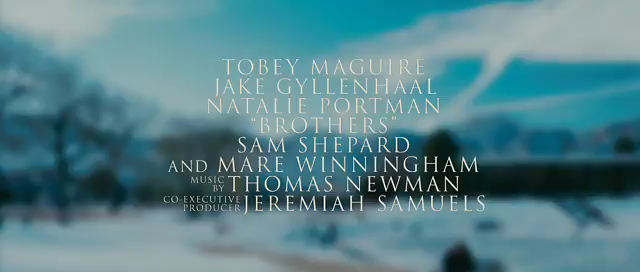 TOBEY MAGUIRE
JAKE GYLLENHAAL
NATALIE PORTMAN
"BROTHERS"
SAM SHEPARD
AND MARE WINNINGHAM
MUSIC BY THOMAS NEWMAN
CO-EXECUTIVE PRODUCER JEREMIAH SAMUELS